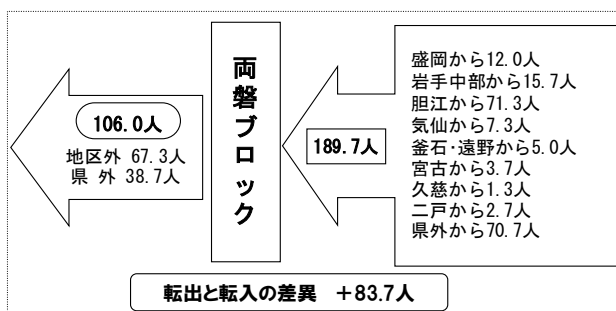 106.0人
地区外 67.3人
県 外 38.7人
両磐ブロック
189.7人
盛岡から12.0人
岩手中部から15.7人
胆江から71.3人
気仙から7.3人
釜石・遠野から5.0人
宮古から3.7人
久慈から1.3人
二戸から2.7人
県外から70.7人
転出と転入の差異 +83.7人